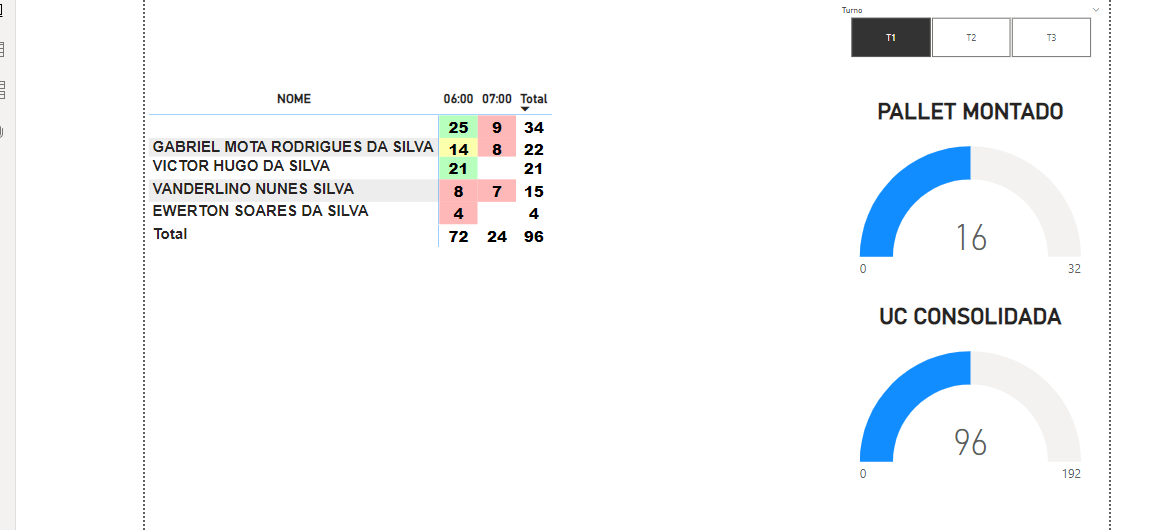 Turno
T1 T2 T3
NOME 06:00 07:00 Total
25 9 34
GABRIEL MOTA RODRIGUES DA SILVA 14 8 22
VICTOR HUGO DA SILVA 21 21
VANDERLINO NUNES SILVA 8 7 15
EWERTON SOARES DA SILVA 4 4
Total 72 24 96
PALLET MONTADO
16
0 32
UC CONSOLIDADA
96
0 192